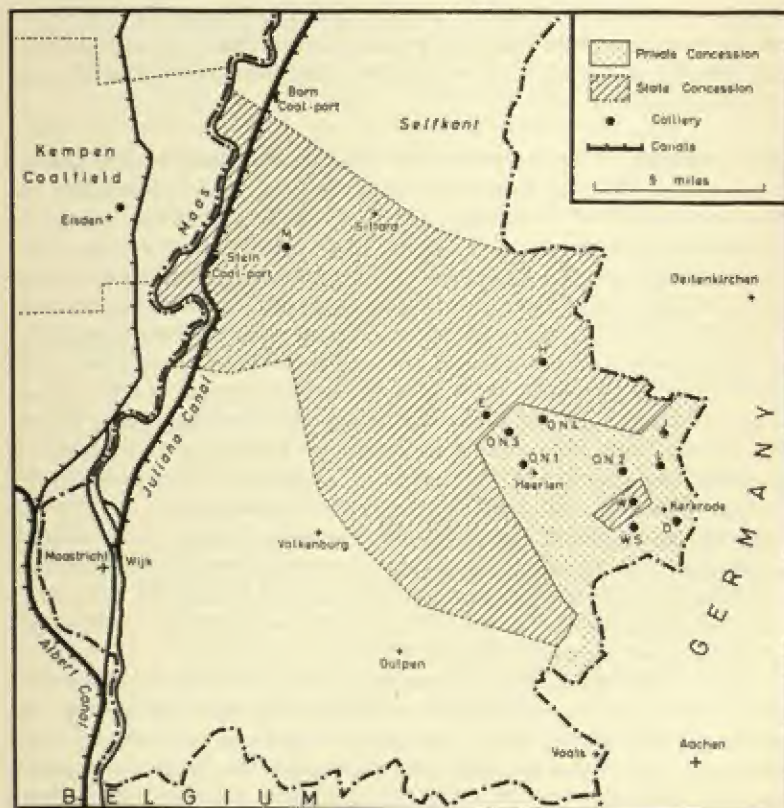 Private Concession
State Concession
Colliery
Canals
5 miles
Born
Coal-port
Selfkant
Kempen
Coalfield
Eisden
Maas
M.
Sittard
Stein
Coal-port
Geilenkirchen
Juliana Canal
H.
E.
O.N.4
O.N.3
J.
O.N.1
O.N.2
L.
Heerlen
W.
Kerkrade
D.
W.S.
Valkenburg
Maastricht
Wijk
GERMANY
Gulpen
Albert Canal
Vaals
Aachen
BELGIUM